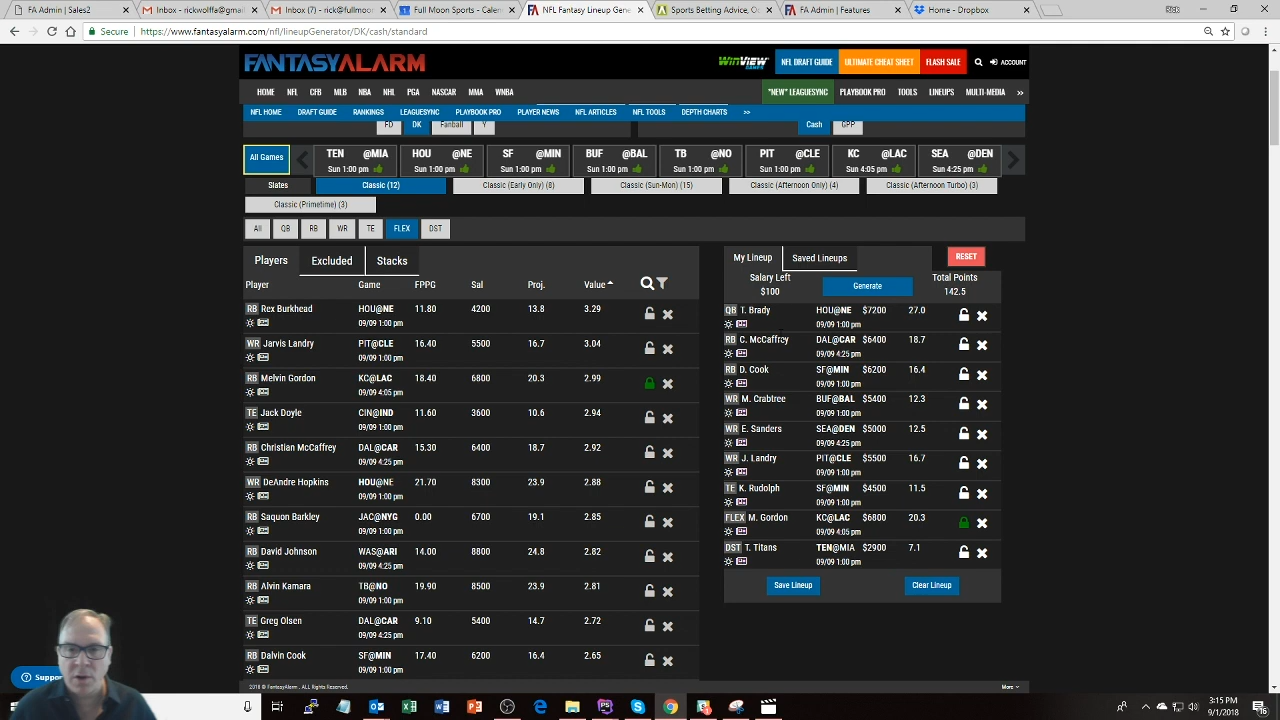 FA Admin | Sales2
Inbox - rickwolffa@gmail
Inbox (7) - rick@fullmoon
Full Moon Sports - Calen
NFL Fantasy Lineup Gene
Sports Betting Advice, O
FA Admin | Features
Home - Dropbox
Rick
Secure https://www.fantasyalarm.com/nfl/lineupGenerator/DK/cash/standard
FANTASYALARM
WINVIEW GAMES
NFL DRAFT GUIDE
ULTIMATE CHEAT SHEET
FLASH SALE
ACCOUNT
HOME NFL CFB MLB NBA NHL PGA NASCAR MMA WNBA
*NEW* LEAGUESYNC PLAYBOOK PRO TOOLS LINEUPS MULTI-MEDIA »
NFL HOME DRAFT GUIDE RANKINGS LEAGUESYNC PLAYBOOK PRO PLAYER NEWS NFL ARTICLES NFL TOOLS DEPTH CHARTS >>
FD DK Fanball Y Cash GPP
All Games
TEN @MIA HOU @NE SF @MIN BUF @BAL TB @NO PIT @CLE KC @LAC SEA @DEN
Sun 1:00 pm Sun 1:00 pm Sun 1:00 pm Sun 1:00 pm Sun 1:00 pm Sun 1:00 pm Sun 4:05 pm Sun 4:25 pm
Slates Classic (12) Classic (Early Only) (8) Classic (Sun-Mon) (15) Classic (Afternoon Only) (4) Classic (Afternoon Turbo) (3)
Classic (Primetime) (3)
All QB RB WR TE FLEX DST
Players Excluded Stacks
Player Game FPPG Sal Proj. Value
RB Rex Burkhead HOU@NE 11.80 4200 13.8 3.29
09/09 1:00 pm
WR Jarvis Landry PIT@CLE 16.40 5500 16.7 3.04
09/09 1:00 pm
RB Melvin Gordon KC@LAC 18.40 6800 20.3 2.99
09/09 4:05 pm
TE Jack Doyle CIN@IND 11.60 3600 10.6 2.94
09/09 1:00 pm
RB Christian McCaffrey DAL@CAR 15.30 6400 18.7 2.92
09/09 4:25 pm
WR DeAndre Hopkins HOU@NE 21.70 8300 23.9 2.88
09/09 1:00 pm
RB Saquon Barkley JAC@NYG 0.00 6700 19.1 2.85
09/09 1:00 pm
RB David Johnson WAS@ARI 14.00 8800 24.8 2.82
09/09 4:25 pm
RB Alvin Kamara TB@NO 19.90 8500 23.9 2.81
09/09 1:00 pm
TE Greg Olsen DAL@CAR 9.10 5400 14.7 2.72
09/09 4:25 pm
RB Dalvin Cook SF@MIN 17.40 6200 16.4 2.65
09/09 1:00 pm
My Lineup Saved Lineups RESET
Salary Left Generate Total Points
$100 142.5
QB T. Brady HOU@NE $7200 27.0
09/09 1:00 pm
RB C. McCaffrey DAL@CAR $6400 18.7
09/09 4:25 pm
RB D. Cook SF@MIN $6200 16.4
09/09 1:00 pm
WR M. Crabtree BUF@BAL $5400 12.3
09/09 1:00 pm
WR E. Sanders SEA@DEN $5000 12.5
09/09 4:25 pm
WR J. Landry PIT@CLE $5500 16.7
09/09 1:00 pm
TE K. Rudolph SF@MIN $4500 11.5
09/09 1:00 pm
FLEX M. Gordon KC@LAC $6800 20.3
09/09 4:05 pm
DST T. Titans TEN@MIA $2900 7.1
09/09 1:00 pm
Save Lineup Clear Lineup
Suppo
2018 © FantasyAlarm . ALL Rights Reserved.
More
3:15 PM
9/1/2018